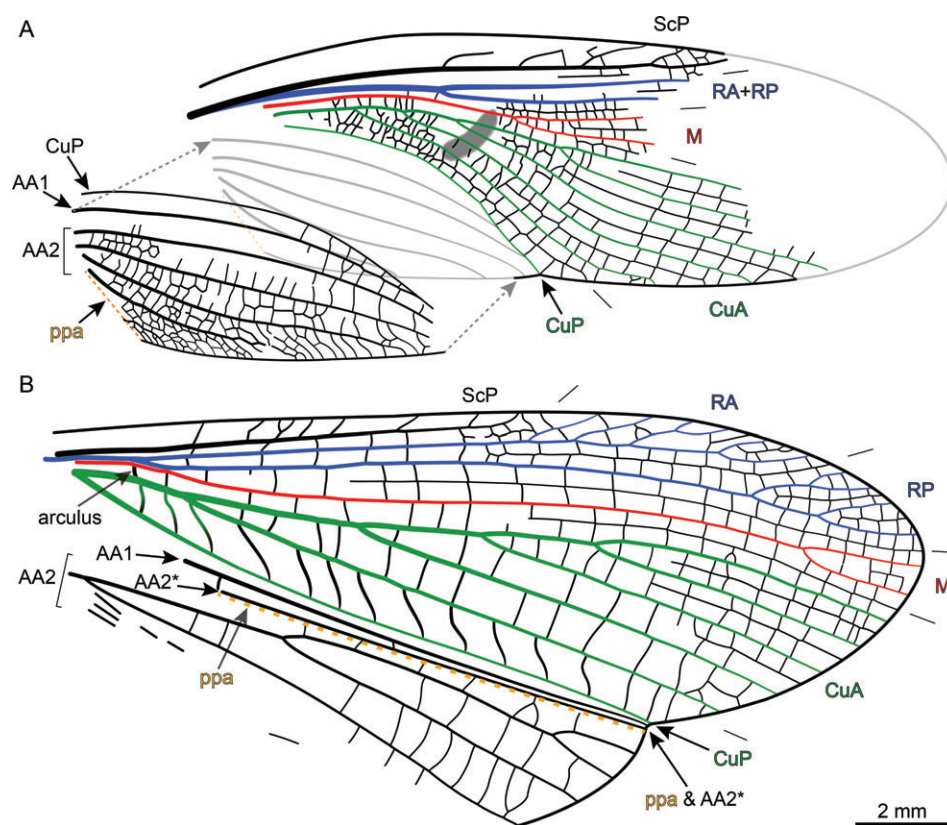 A
ScP
RA+RP
M
CuP
AA1
AA2
ppa
CuP
CuA
B
ScP
RA
RP
arculus
AA1
AA2
AA2*
M
ppa
CuA
CuP
ppa & AA2*
2 mm